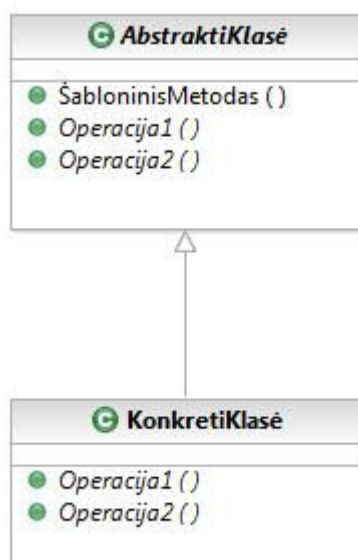 AbstraktiKlasė
ŠabloninisMetodas ( )
Operacija1 ( )
Operacija2 ( )
KonkretiKlasė
Operacija1 ( )
Operacija2 ( )